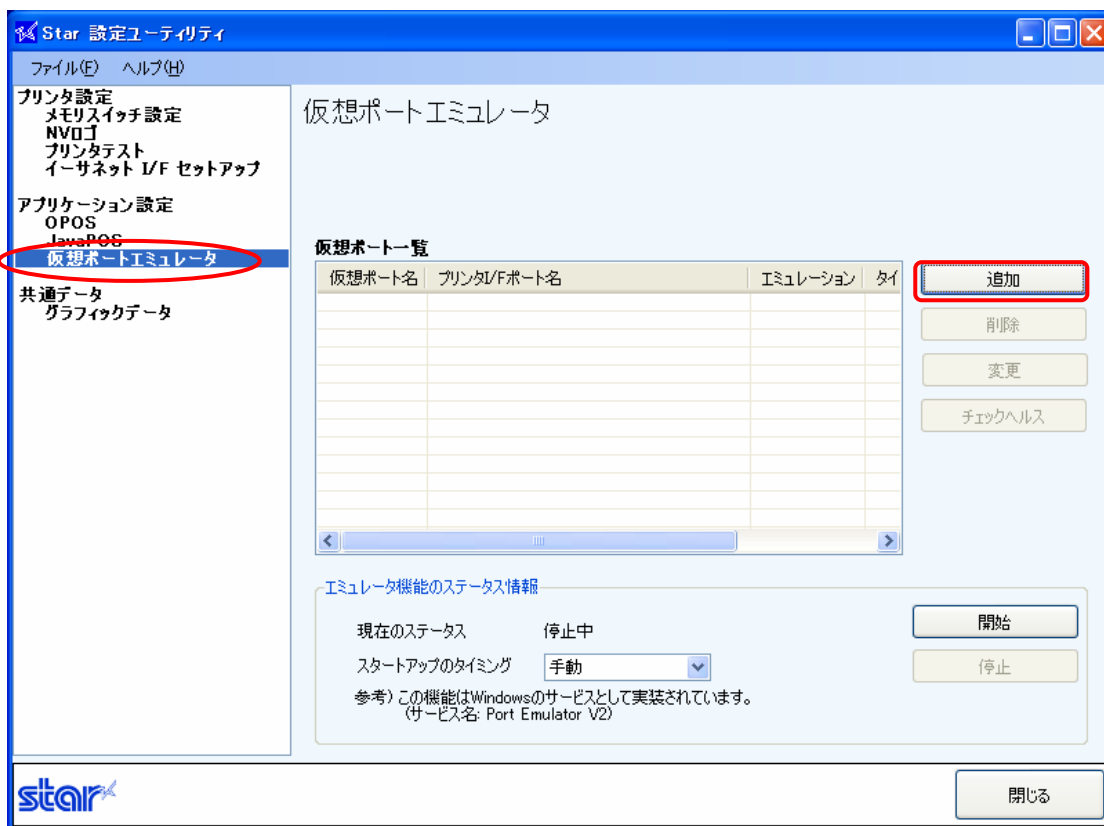 Star 設定ユーティリティ
ファイル(F) ヘルプ(H)
プリンタ設定
メモリスイッチ設定
NVロゴ
プリンタテスト
イーサネット I/F セットアップ
アプリケーション設定
OPOS
JavaPOS
仮想ポートエミュレータ
共通データ
グラフィックデータ
仮想ポートエミュレータ
仮想ポート一覧
仮想ポート名 プリンタI/Fポート名 エミュレーション タイ
追加
削除
変更
チェックヘルス
エミュレータ機能のステータス情報
現在のステータス 停止中
開始
スタートアップのタイミング 手動
停止
参考) この機能はWindowsのサービスとして実装されています。
(サービス名: Port Emulator V2)
star
閉じる